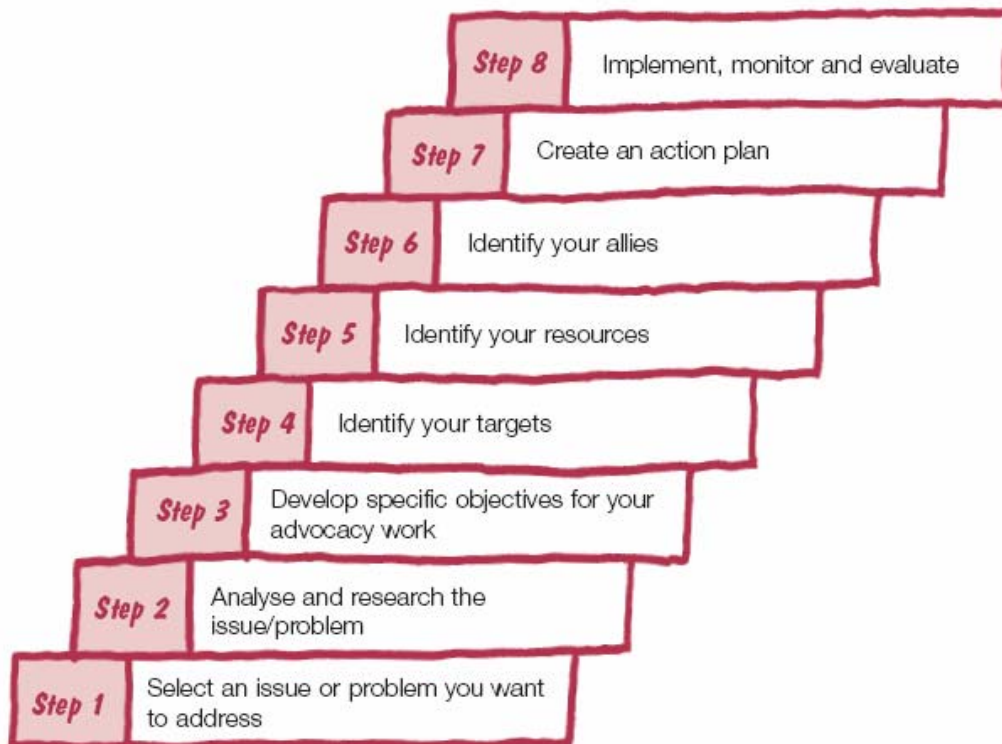 Step 8
Implement, monitor and evaluate
Step 7
Create an action plan
Step 6
Identify your allies
Step 5
Identify your resources
Step 4
Identify your targets
Step 3
Develop specific objectives for your
advocacy work
Step 2
Analyse and research the
issue/problem
Step 1
Select an issue or problem you want
to address